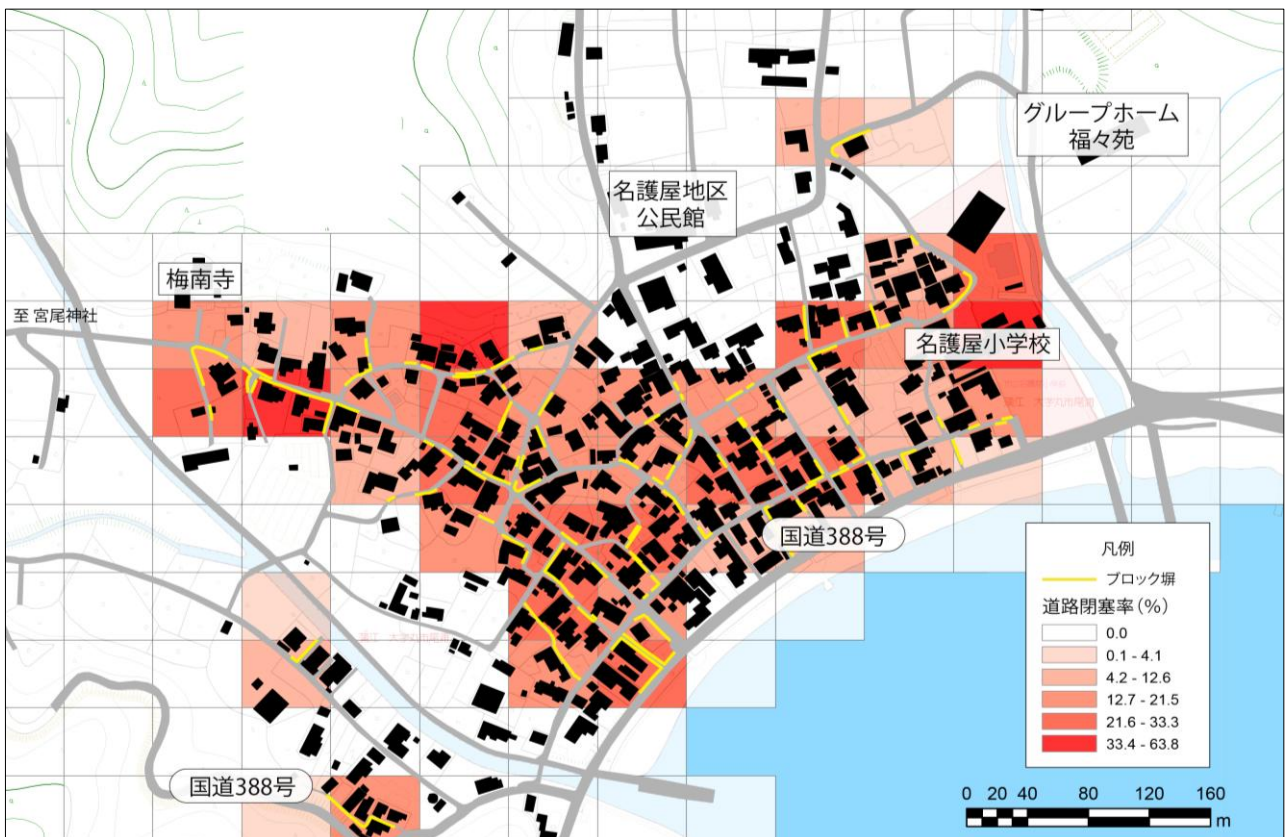 グループホーム
福々苑
名護屋地区
公民館
梅南寺
至 宮尾神社
名護屋小学校
国道388号
国道388号
凡例
ブロック塀
道路閉塞率(%)
0.0
0.1 - 4.1
4.2 - 12.6
12.7 - 21.5
21.6 - 33.3
33.4 - 63.8
0 20 40 80 120 160
m